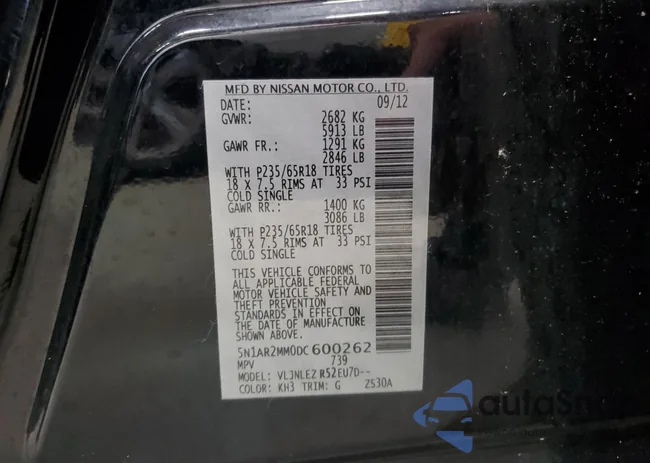 MFD BY NISSAN MOTOR CO., LTD.
DATE: 09/12
GVWR: 2682 KG
5913 LB
GAWR FR.: 1291 KG
2846 LB
WITH P235/65R18 TIRES
18 X 7.5 RIMS AT 33 PSI
COLD SINGLE
GAWR RR.: 1400 KG
3086 LB
WITH P235/65R18 TIRES
18 X 7.5 RIMS AT 33 PSI
COLD SINGLE
THIS VEHICLE CONFORMS TO
ALL APPLICABLE FEDERAL
MOTOR VEHICLE SAFETY AND
THEFT PREVENTION
STANDARDS IN EFFECT ON
THE DATE OF MANUFACTURE
SHOWN ABOVE.
5N1AR2MM0DC600262
MPV 739
MODEL: VLJNLEZ RS2EU7D--
COLOR: KH3 TRIM: G ZS30A